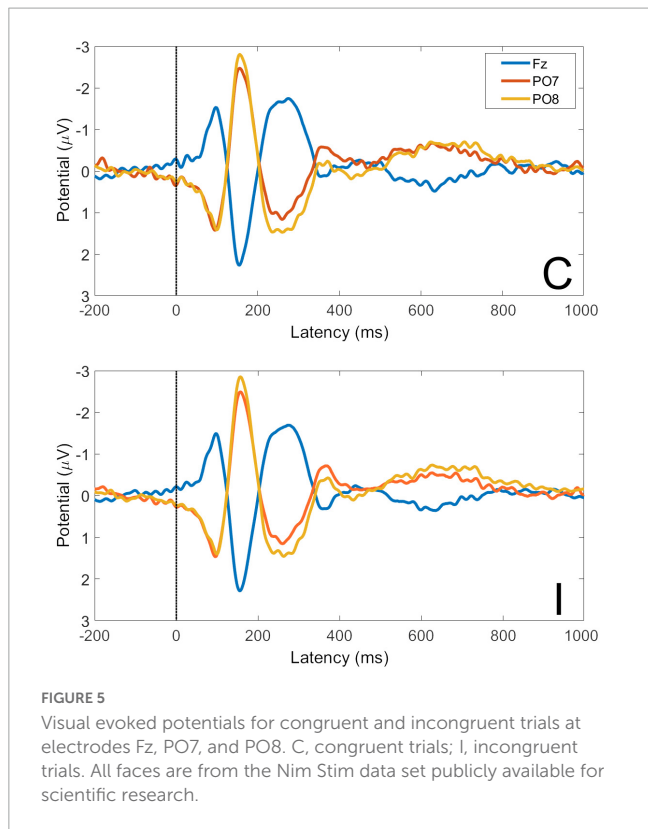 -3
-2
-1
0
1
2
3
Potential (μV)
Fz
PO7
PO8
C
-200 0 200 400 600 800 1000
Latency (ms)
-3
-2
-1
0
1
2
3
Potential (μV)
I
-200 0 200 400 600 800 1000
Latency (ms)
FIGURE 5
Visual evoked potentials for congruent and incongruent trials at
electrodes Fz, PO7, and PO8. C, congruent trials; I, incongruent
trials. All faces are from the Nim Stim data set publicly available for
scientific research.